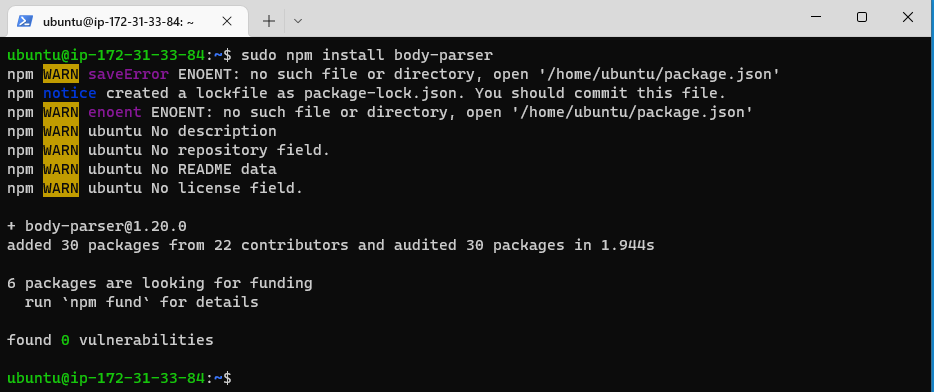 ubuntu@ip-172-31-33-84: ~
ubuntu@ip-172-31-33-84:~$ sudo npm install body-parser
npm WARN saveError ENOENT: no such file or directory, open '/home/ubuntu/package.json'
npm notice created a lockfile as package-lock.json. You should commit this file.
npm WARN enoent ENOENT: no such file or directory, open '/home/ubuntu/package.json'
npm WARN ubuntu No description
npm WARN ubuntu No repository field.
npm WARN ubuntu No README data
npm WARN ubuntu No license field.
+ body-parser@1.20.0
added 30 packages from 22 contributors and audited 30 packages in 1.944s
6 packages are looking for funding
run `npm fund` for details
found 0 vulnerabilities
ubuntu@ip-172-31-33-84:~$